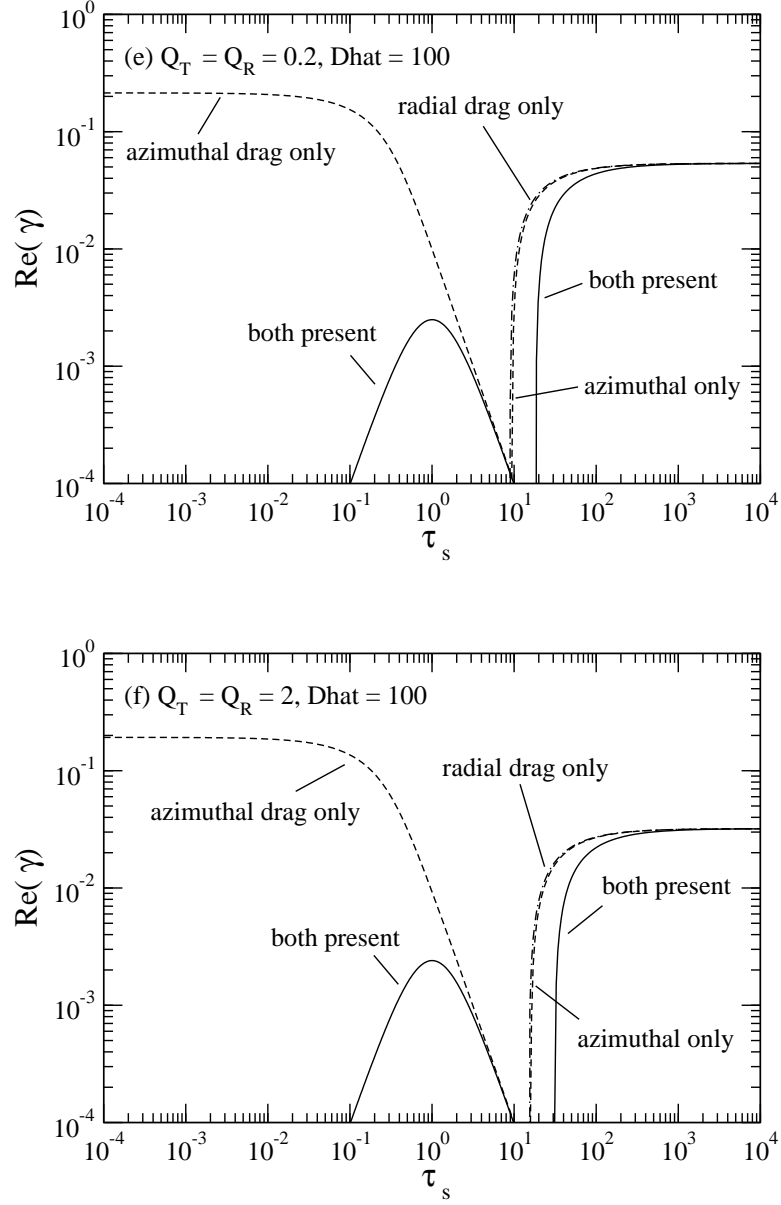 10^0
(e) Q_T = Q_R = 0.2, Dhat = 100
radial drag only
10^-1
azimuthal drag only
Re( γ )
10^-2
both present
both present
10^-3
azimuthal only
10^-4
10^-4 10^-3 10^-2 10^-1 10^0 10^1 10^2 10^3 10^4
τ_s
10^0
(f) Q_T = Q_R = 2, Dhat = 100
radial drag only
10^-1
azimuthal drag only
Re( γ )
10^-2
both present
both present
10^-3
azimuthal only
10^-4
10^-4 10^-3 10^-2 10^-1 10^0 10^1 10^2 10^3 10^4
τ_s